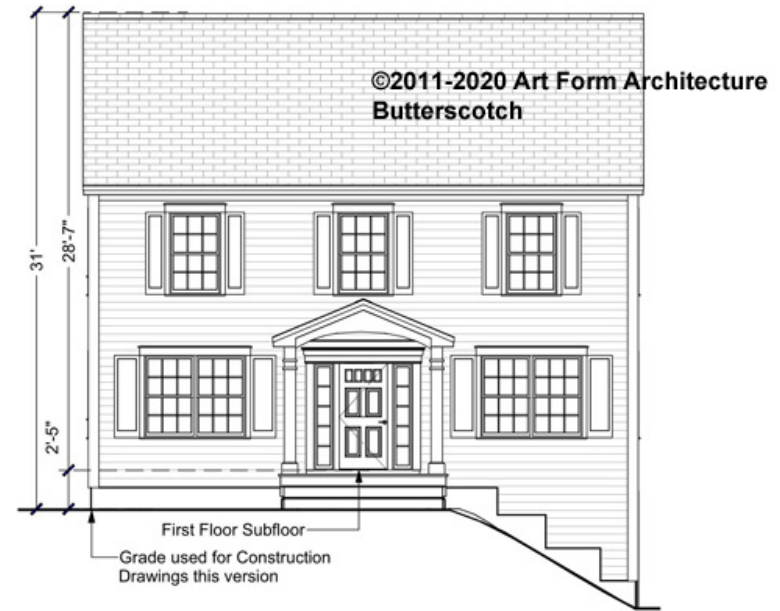 ©2011-2020 Art Form Architecture
Butterscotch
31'
28'-7"
2'-5"
First Floor Subfloor
Grade used for Construction
Drawings this version